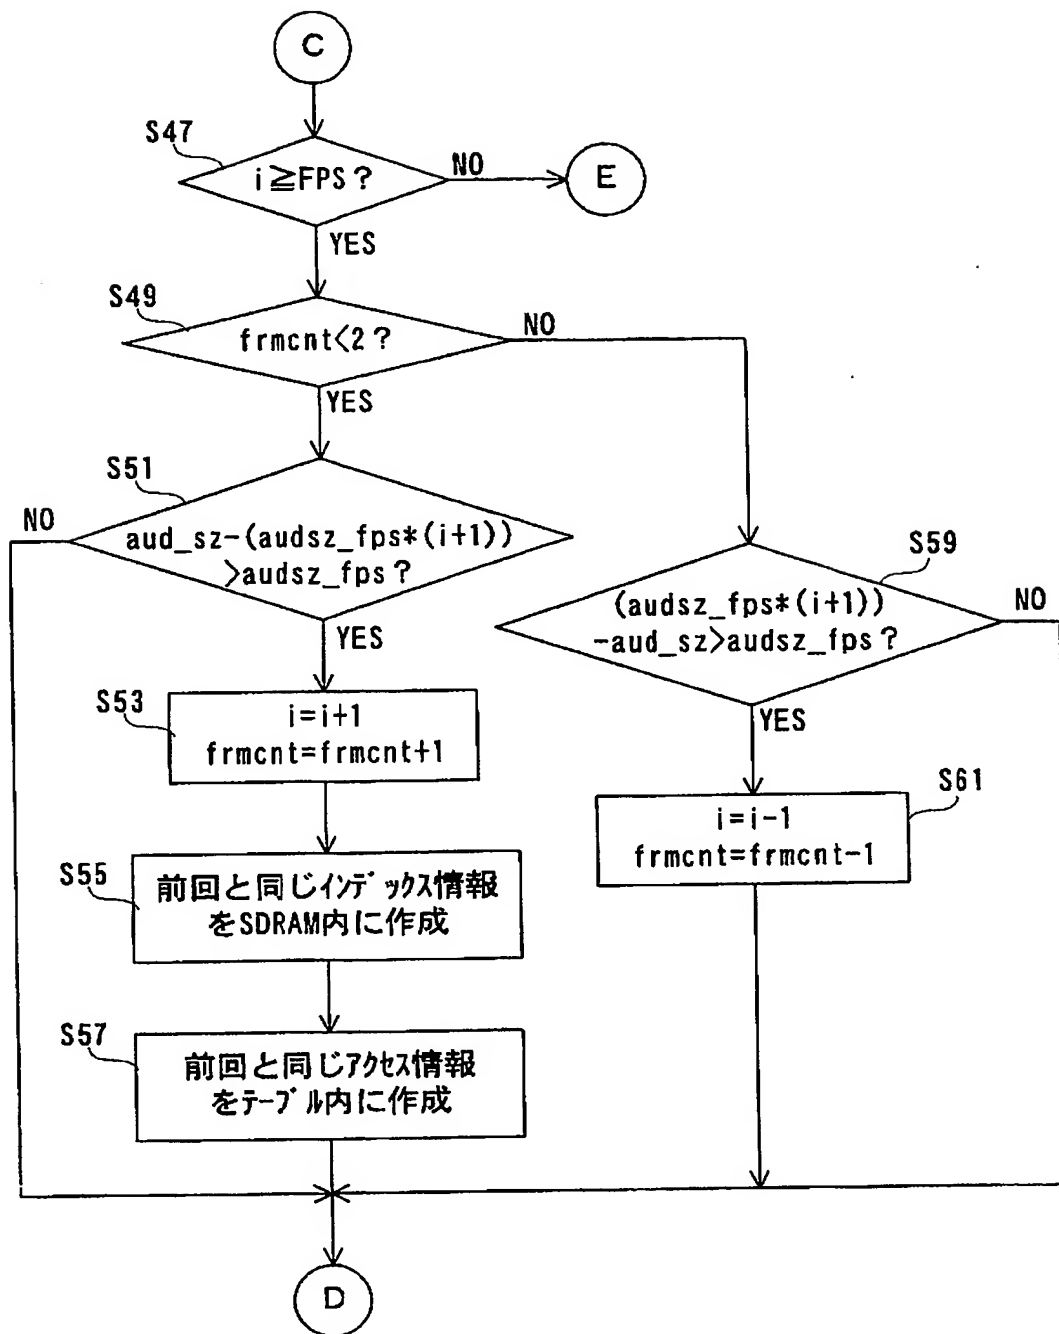 C
S47
i≧FPS?
NO
E
YES
S49
frmcnt<2?
NO
YES
S51
NO
aud_sz-(audsz_fps*(i+1))
>audsz_fps?
YES
S59
(audsz_fps*(i+1))
-aud_sz>audsz_fps?
NO
YES
S53
i=i+1
frmcnt=frmcnt+1
S61
i=i-1
frmcnt=frmcnt-1
S55
前回と同じインデックス情報
をSDRAM内に作成
S57
前回と同じアクセス情報
をテーブル内に作成
D